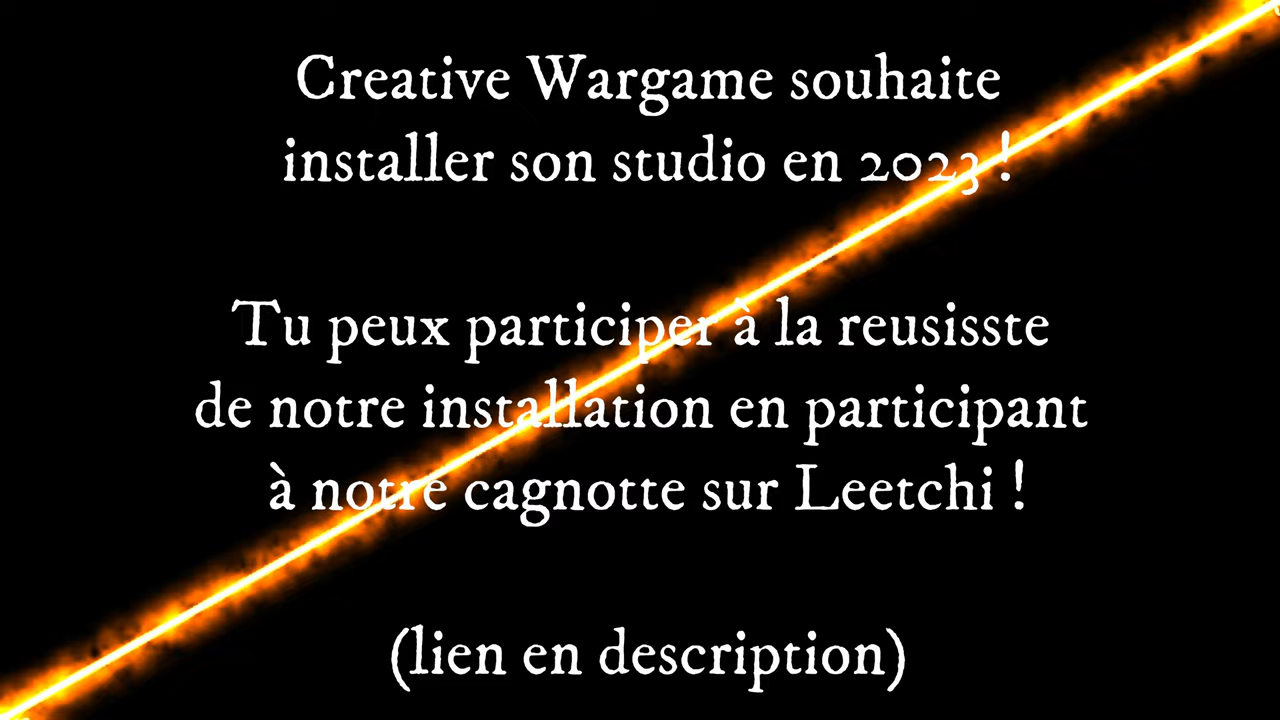 Creative Wargame souhaite
installer son studio en 2023 !
Tu peux participer à la reusisste
de notre installation en participant
à notre cagnotte sur Leetchi !
(lien en description)